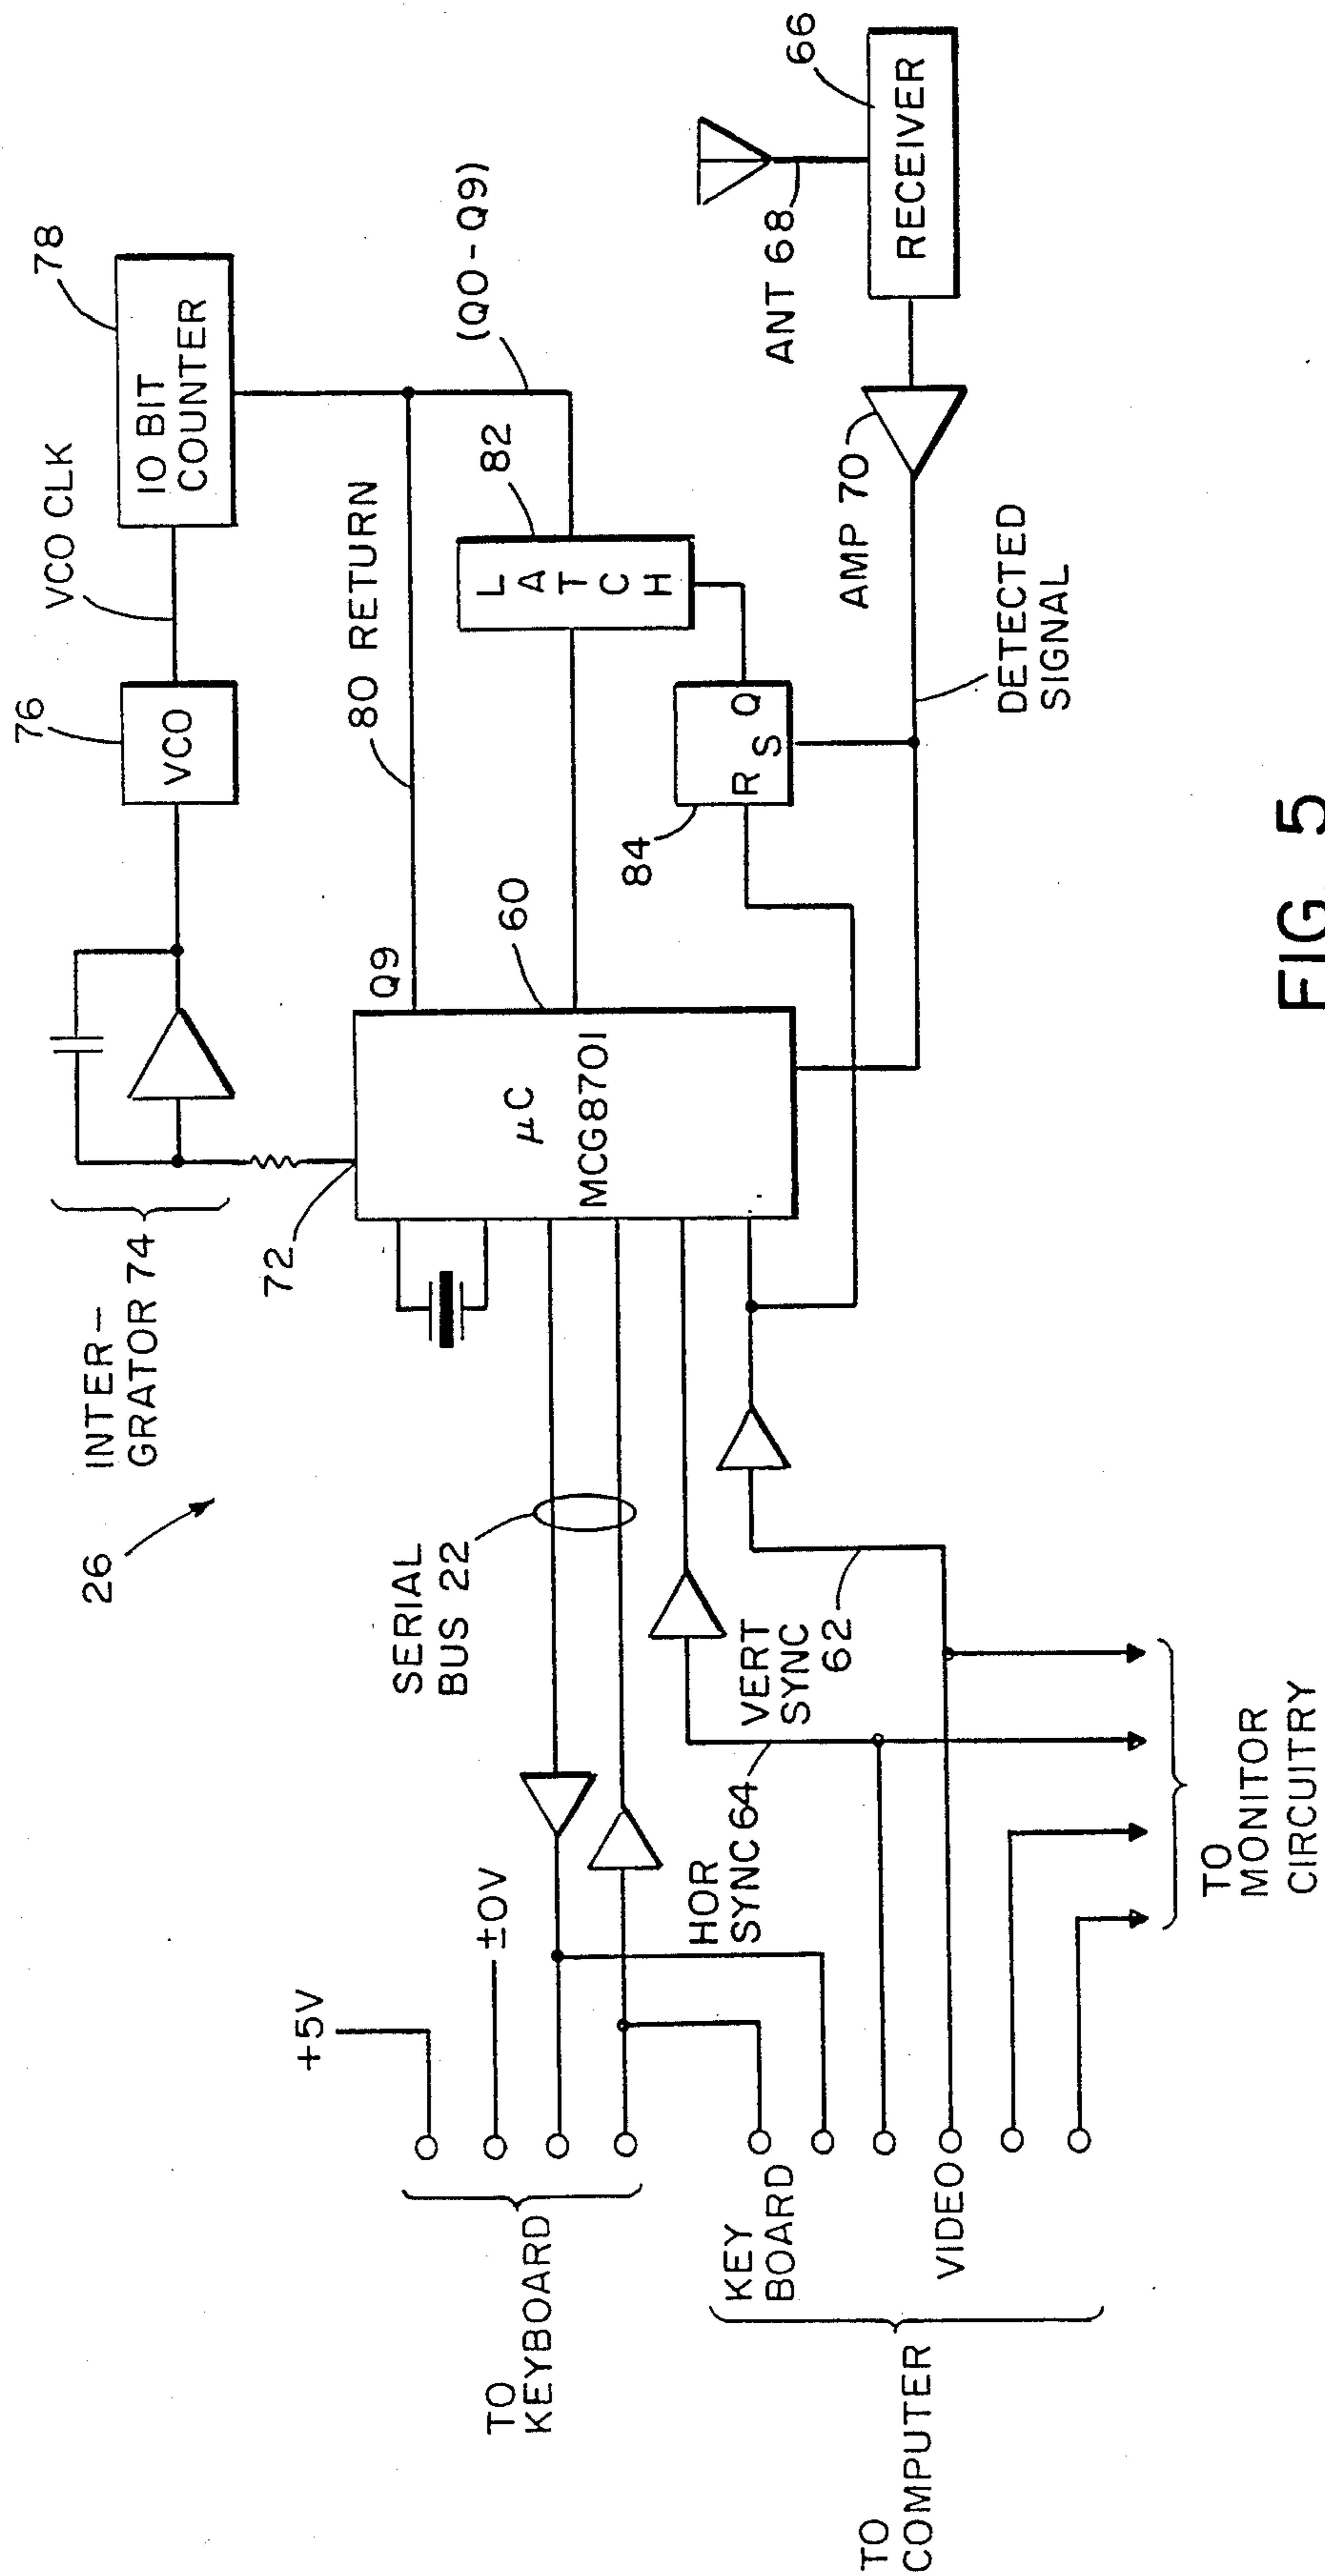 26
INTER-
GRATOR 74
72
76
VCO
VCO CLK
78
10 BIT
COUNTER
Q9
80 RETURN
(Q0-Q9)
60
82
LATCH
μC
MCG8701
84
R S Q
ANT 68
66
RECEIVER
AMP 70
DETECTED
SIGNAL
SERIAL
BUS 22
+5V
±0V
HOR
SYNC 64
VERT
SYNC
62
TO
KEYBOARD
KEY
BOARD
VIDEO
TO
COMPUTER
TO
MONITOR
CIRCUITRY
FIG. 5